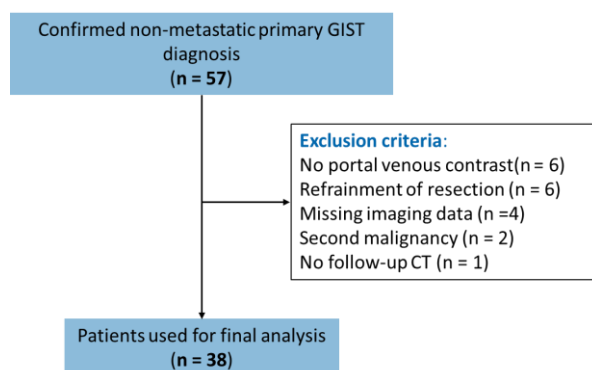 Confirmed non-metastatic primary GIST
diagnosis
(n = 57)
Exclusion criteria:
No portal venous contrast(n = 6)
Refrainment of resection (n = 6)
Missing imaging data (n =4)
Second malignancy (n = 2)
No follow-up CT (n = 1)
Patients used for final analysis
(n = 38)